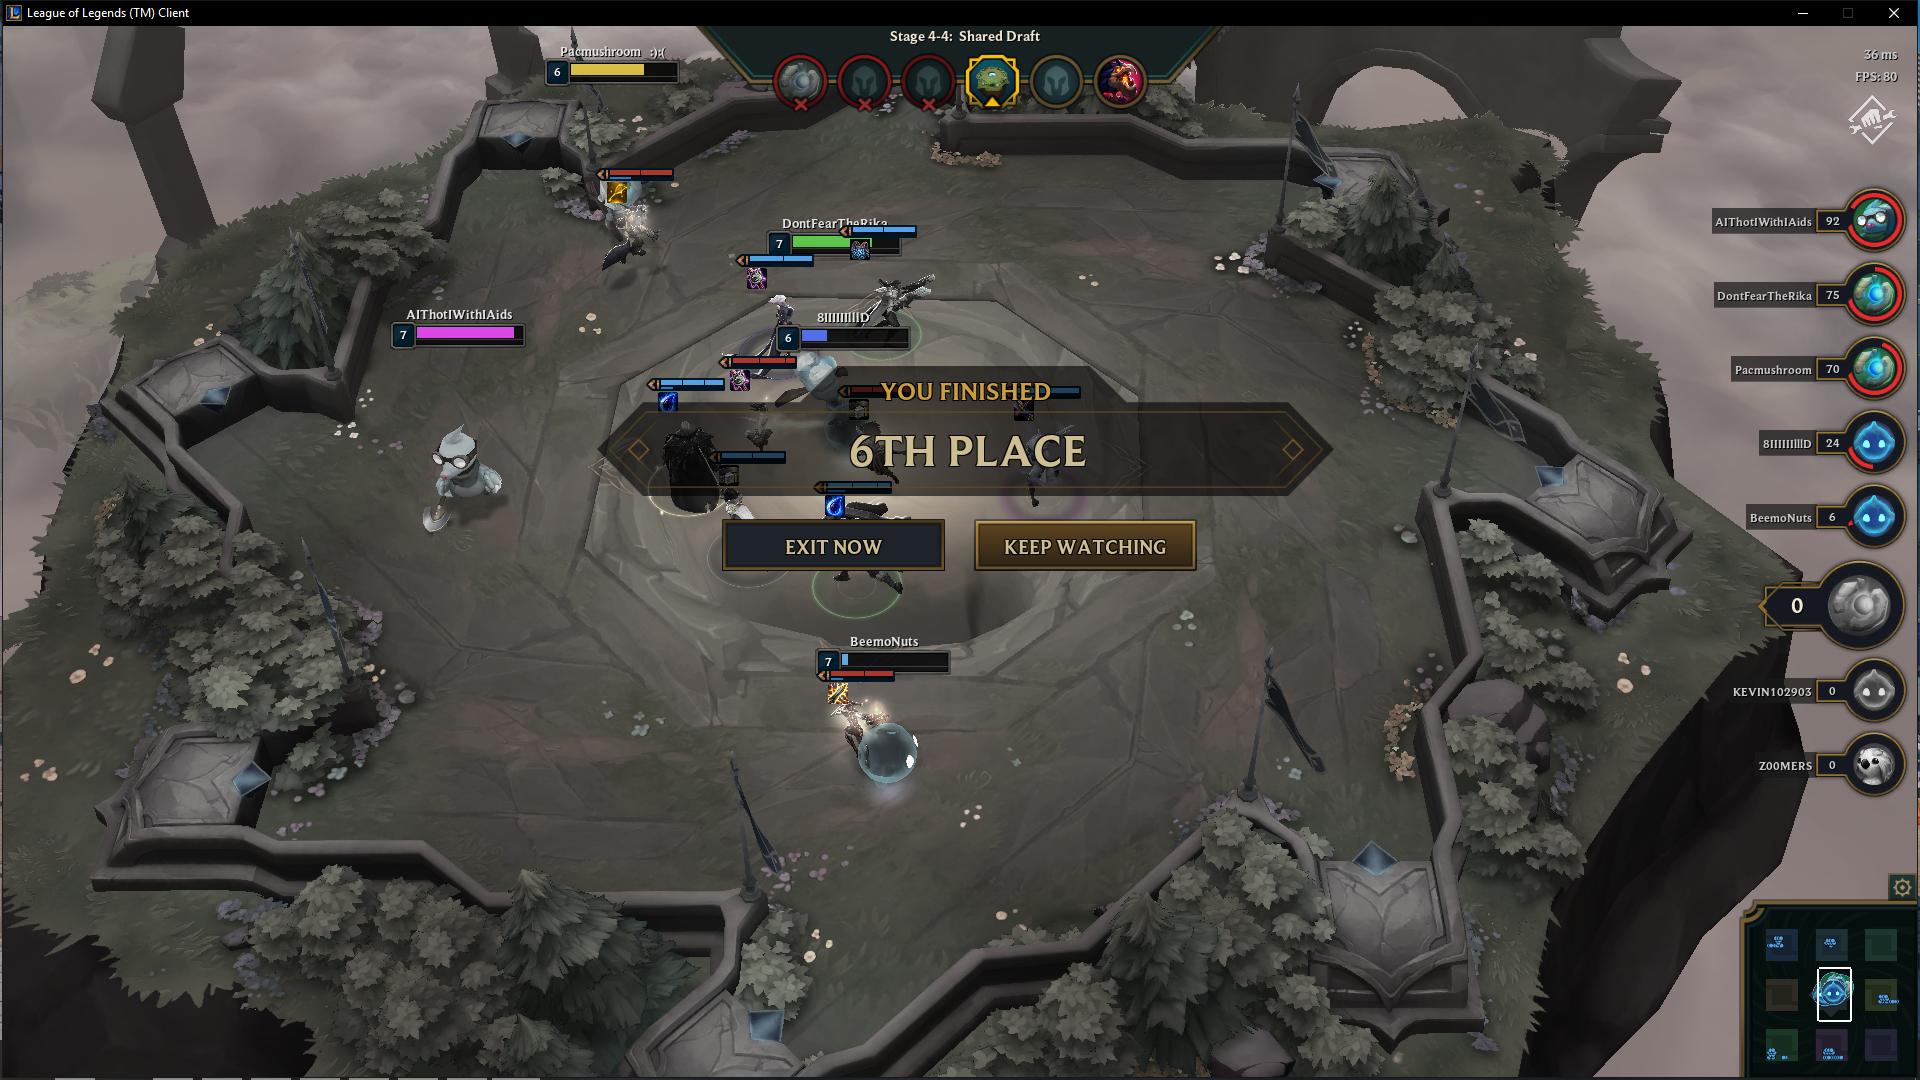 League of Legends (TM) Client
Stage 4-4: Shared Draft
36 ms
FPS: 80
Pacmushroom :):(
6
DontFearTheRika
7
AIThotIWithIAids
7
6
YOU FINISHED
6TH PLACE
EXIT NOW
KEEP WATCHING
BeemoNuts
7
AIThotIWithIAids 92
DontFearTheRika 75
Pacmushroom 70
24
BeemoNuts 6
0
KEVIN102903 0
Z00MERS 0